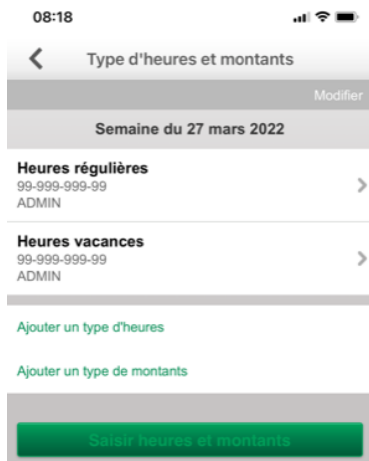 08:18
Type d'heures et montants
Modifier
Semaine du 27 mars 2022
Heures régulières
99-999-999-99
ADMIN
Heures vacances
99-999-999-99
ADMIN
Ajouter un type d'heures
Ajouter un type de montants
Saisir heures et montants